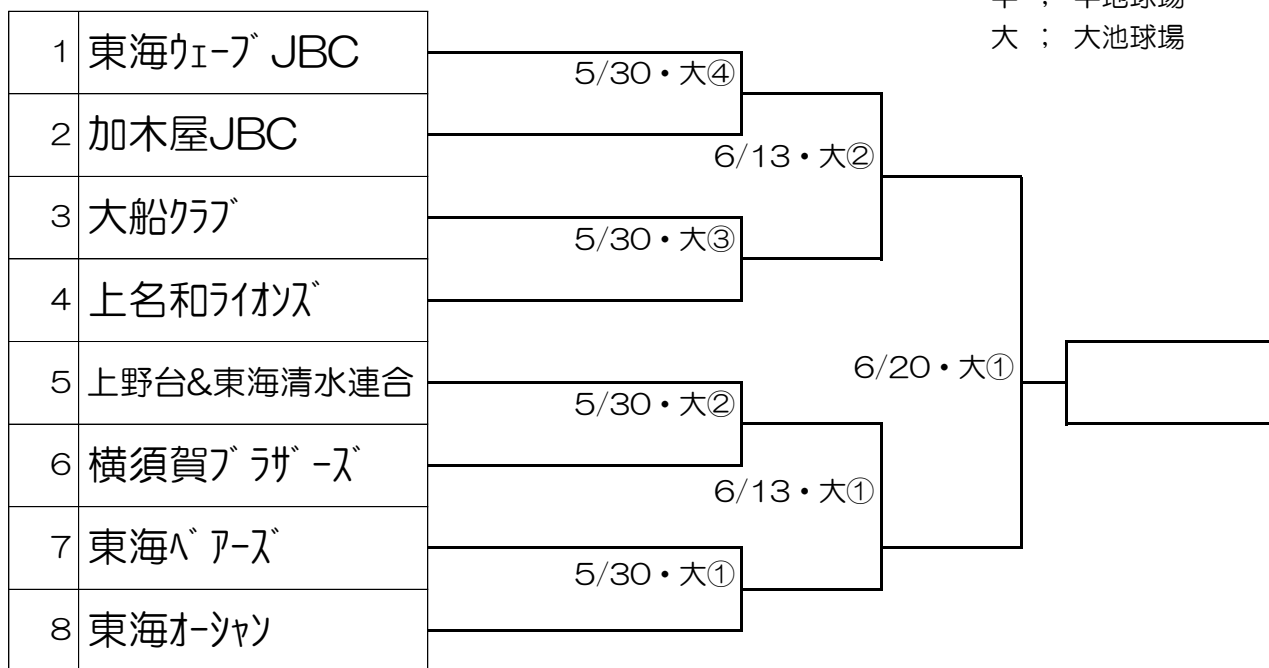 大 ； 大池球場
1 東海ｳｪｰﾌﾞ JBC
5/30・大④
2 加木屋JBC
6/13・大②
3 大船ｸﾗﾌﾞ
5/30・大③
4 上名和ﾗｲｵﾝｽﾞ
5 上野台&東海清水連合
6/20・大①
5/30・大②
6 横須賀ﾌﾞﾗｻﾞｰｽﾞ
6/13・大①
7 東海ﾍﾞｱｰｽﾞ
5/30・大①
8 東海ｵｰｼｬﾝ